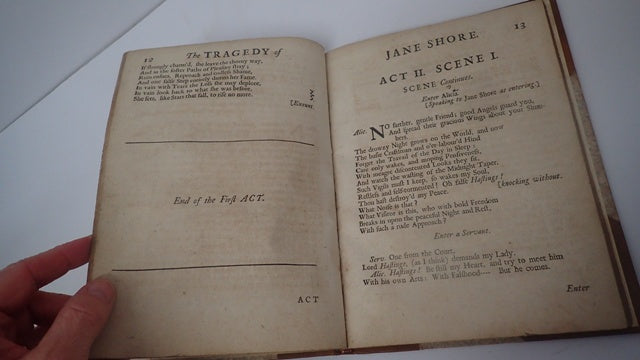 12 The TRAGEDY of
If strongly charm'd, she leave the thorny way,
And in the softer Paths of Pleasure stray;
Ruin ensues, Reproach and endless Shame,
And one false Step entirely damns her Fame.
In vain with Tears the Loss she may deplore,
In vain look back to what she was before,
She sets, like Stars that fall, to rise no more.
[Exeunt.
End of the First ACT.
ACT
JANE SHORE. 13
ACT II. SCENE I.
SCENE Continues.
Enter Alicia.
[Speaking to Jane Shore as entering.]
Alic. NO farther, gentle Friend; good Angels guard you,
And spread their gracious Wings about your Slum-
bers.
The drowsy Night grows on the World, and now
The busie Craftsman and o'er-labour'd Hind
Forget the Travail of the Day in Sleep:
Care only wakes, and moping Pensiveness,
With meagre discontented Looks they sit,
And watch the wasting of the Midnight Taper.
Such Vigils must I keep, so wakes my Soul,
Restless and self-tormented! Oh false Hastings!
Thou hast destroy'd my Peace. [knocking without.
What Noise is that?
What Visitor is this, who with bold Freedom
Breaks in upon the peaceful Night and Rest,
With such a rude Approach?
Enter a Servant.
Serv. One from the Court,
Lord Hastings, (as I think) demands my Lady.
Alic. Hastings! Be still my Heart, and try to meet him
With his own Arts: With Falshood---- But he comes.
Enter